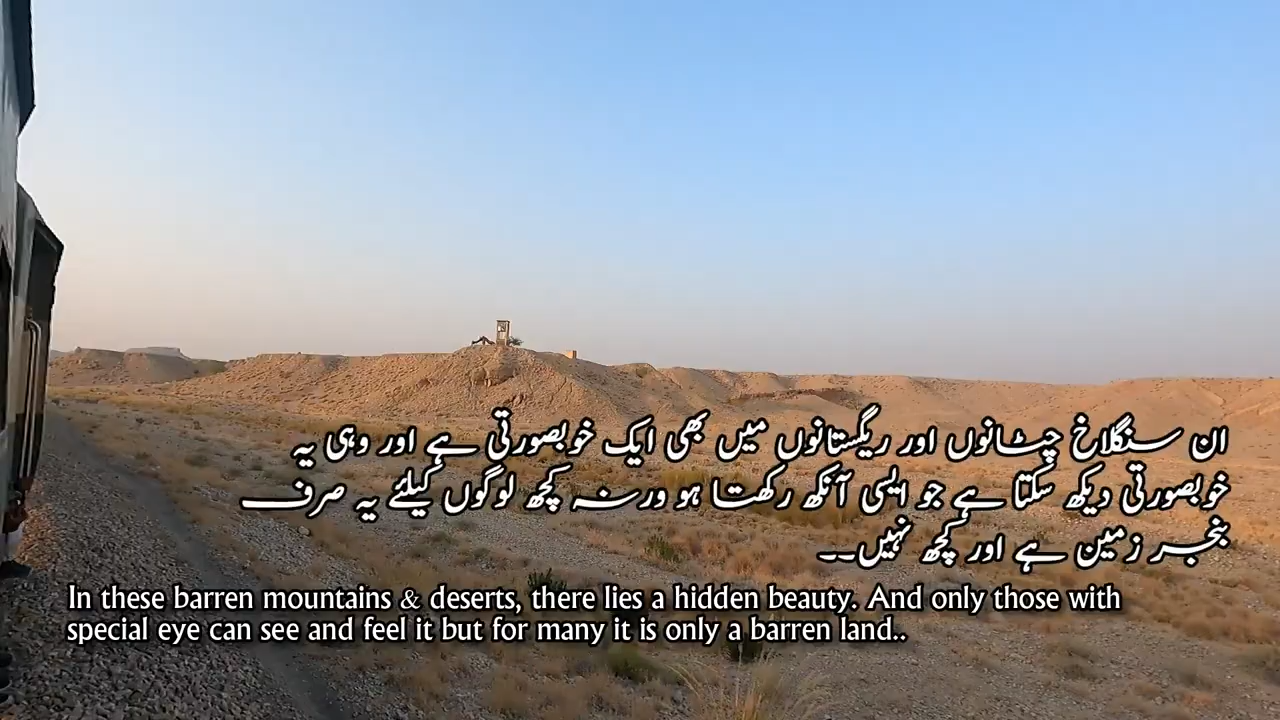 ان سنگلاخ چٹانوں اور ریگستانوں میں بھی ایک خوبصورتی ہے اور وہی یہ
خوبصورتی دیکھ سکتا ہے جو ایسی آنکھ رکھتا ہو ورنہ کچھ لوگوں کیلئے یہ صرف
بنجر زمین ہے اور کچھ نہیں۔۔
In these barren mountains & deserts, there lies a hidden beauty. And only those with
special eye can see and feel it but for many it is only a barren land..